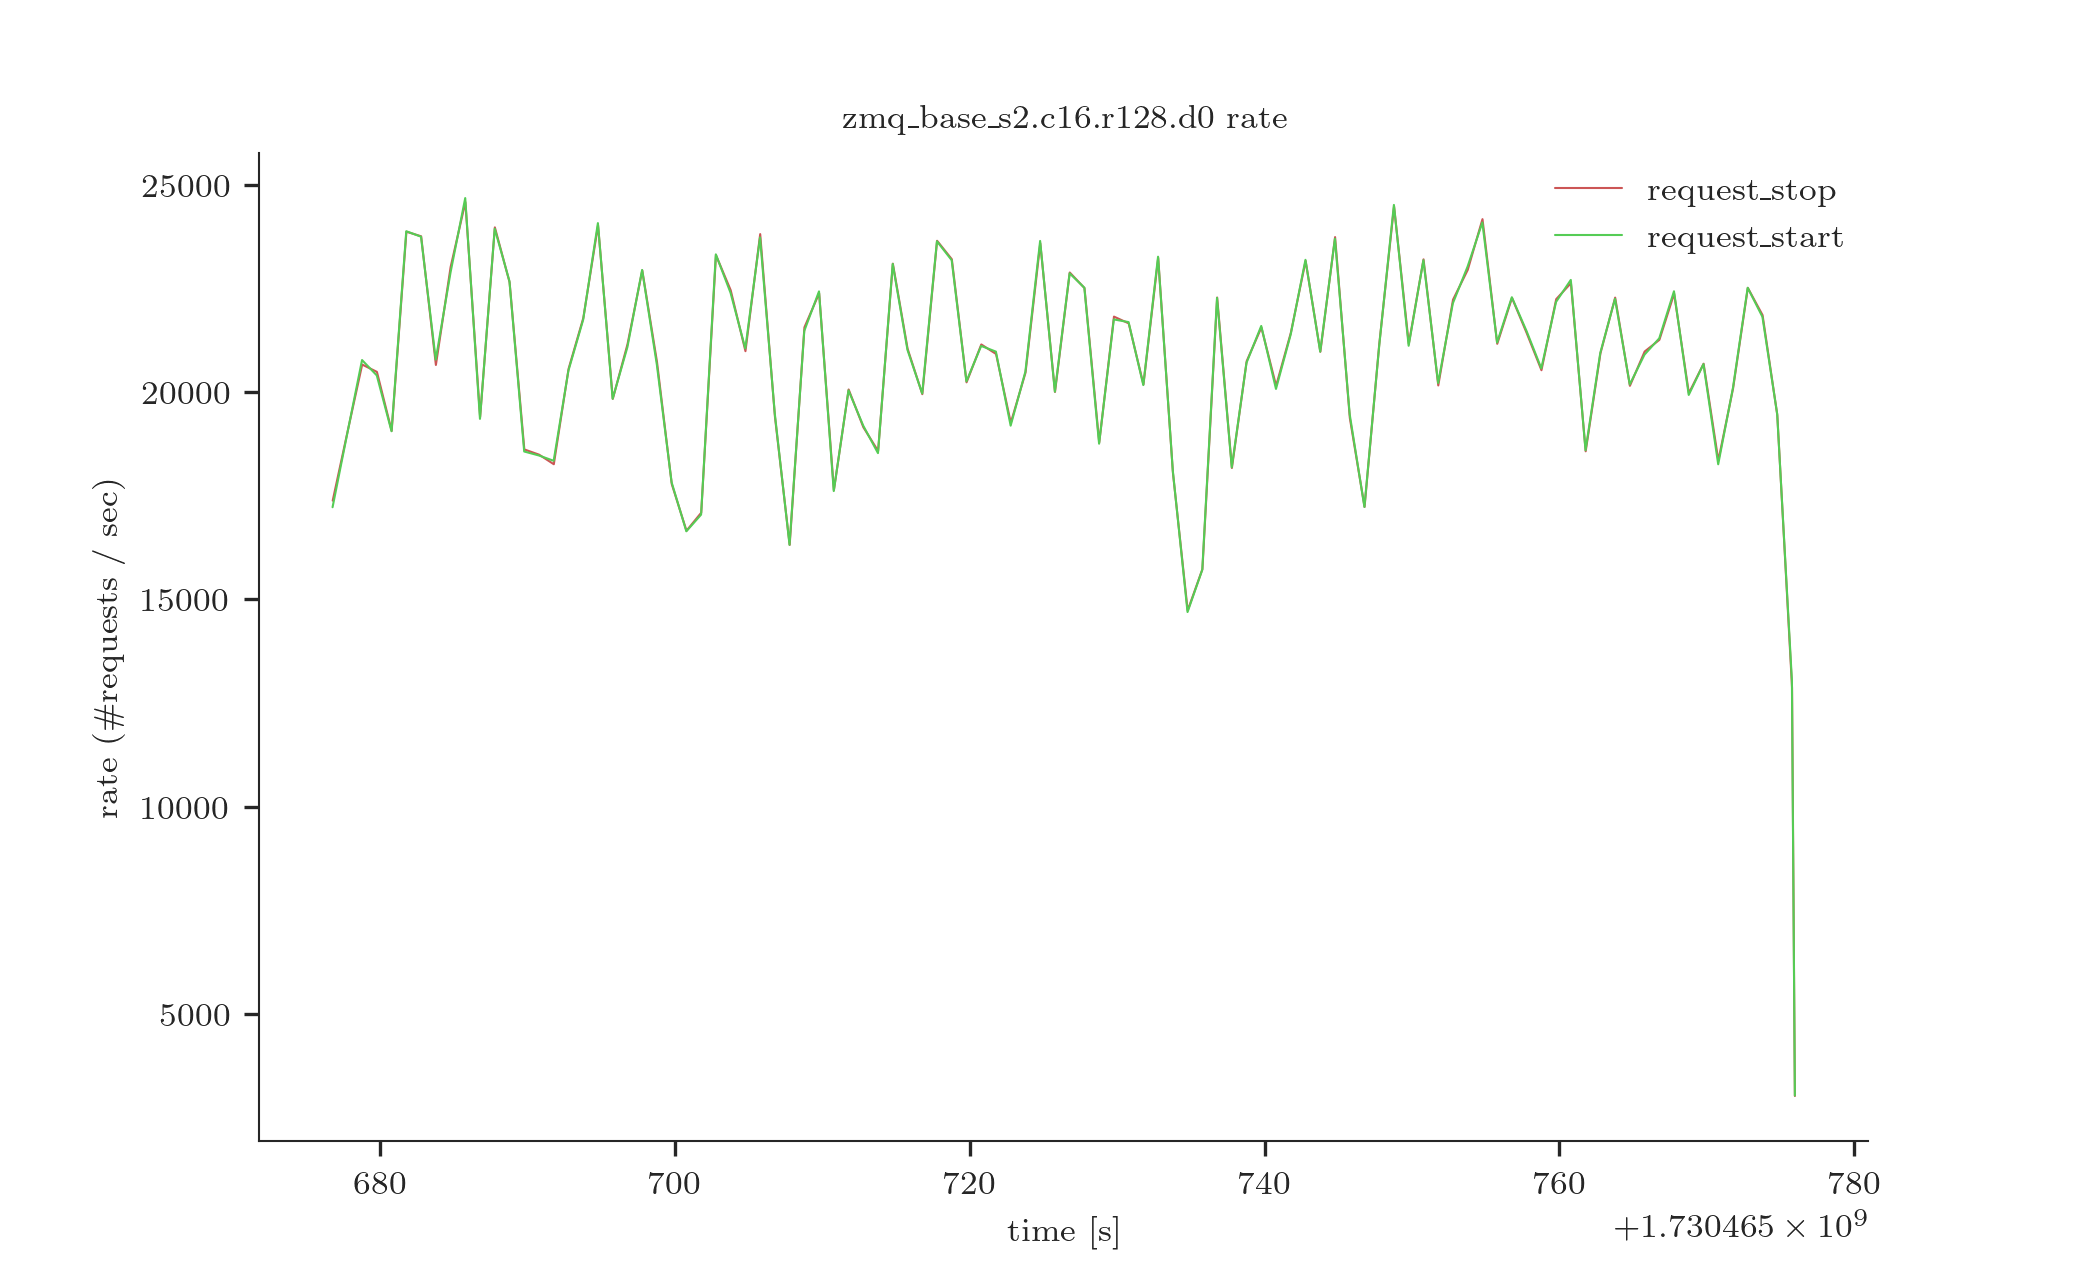 zmq_base_s2.c16.r128.d0 rate
request_stop
request_start
25000
20000
15000
10000
5000
rate (#requests / sec)
680 700 720 740 760 780
time [s]
+1.730465 × 10⁹